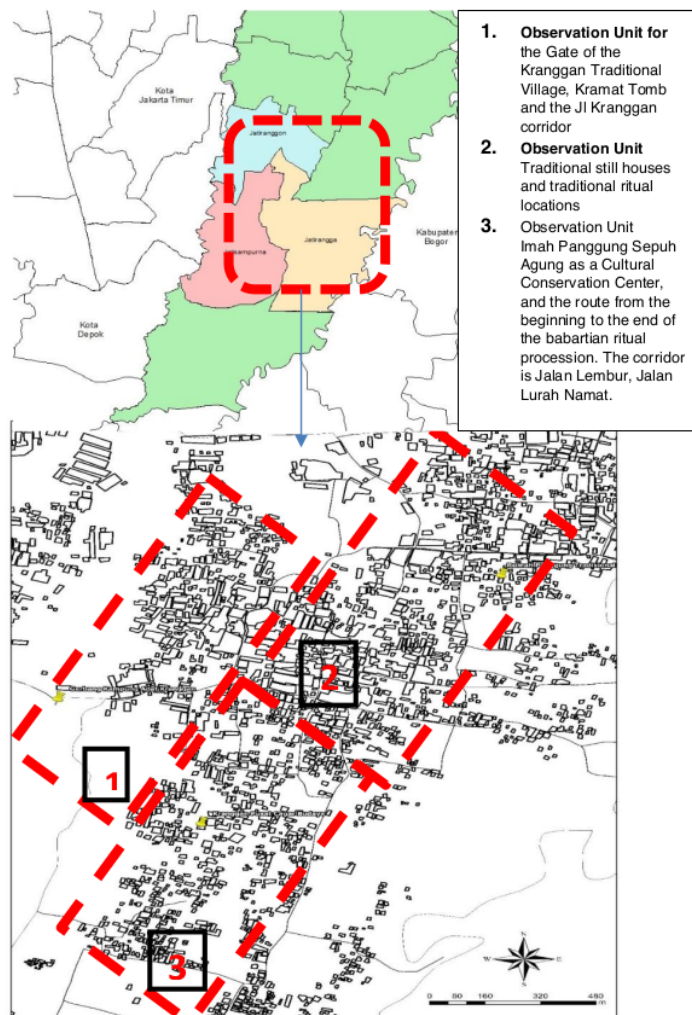 Kota
Jakarta Timur
Jatiranggon
Jatirangga
Kabupaten
Bogor
Kota
Depok
1. Observation Unit for
the Gate of the
Kranggan Traditional
Village, Kramat Tomb
and the Jl Kranggan
corridor
2. Observation Unit
Traditional still houses
and traditional ritual
locations
3. Observation Unit
Imah Panggung Sepuh
Agung as a Cultural
Conservation Center,
and the route from the
beginning to the end of
the babartian ritual
procession. The corridor
is Jalan Lembur, Jalan
Lurah Namat.
2
1
3
N
W E
S
0 80 160 320 480
m